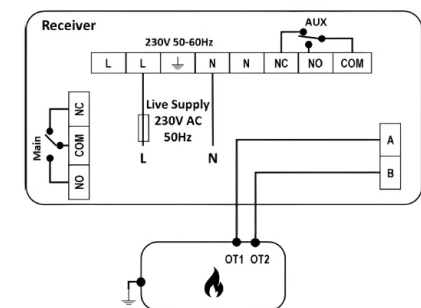 Receiver
AUX
230V 50-60Hz
L L N N NC NO COM
NC
COM
NO
Main
Live Supply
230V AC
50Hz
L N
A
B
OT1 OT2